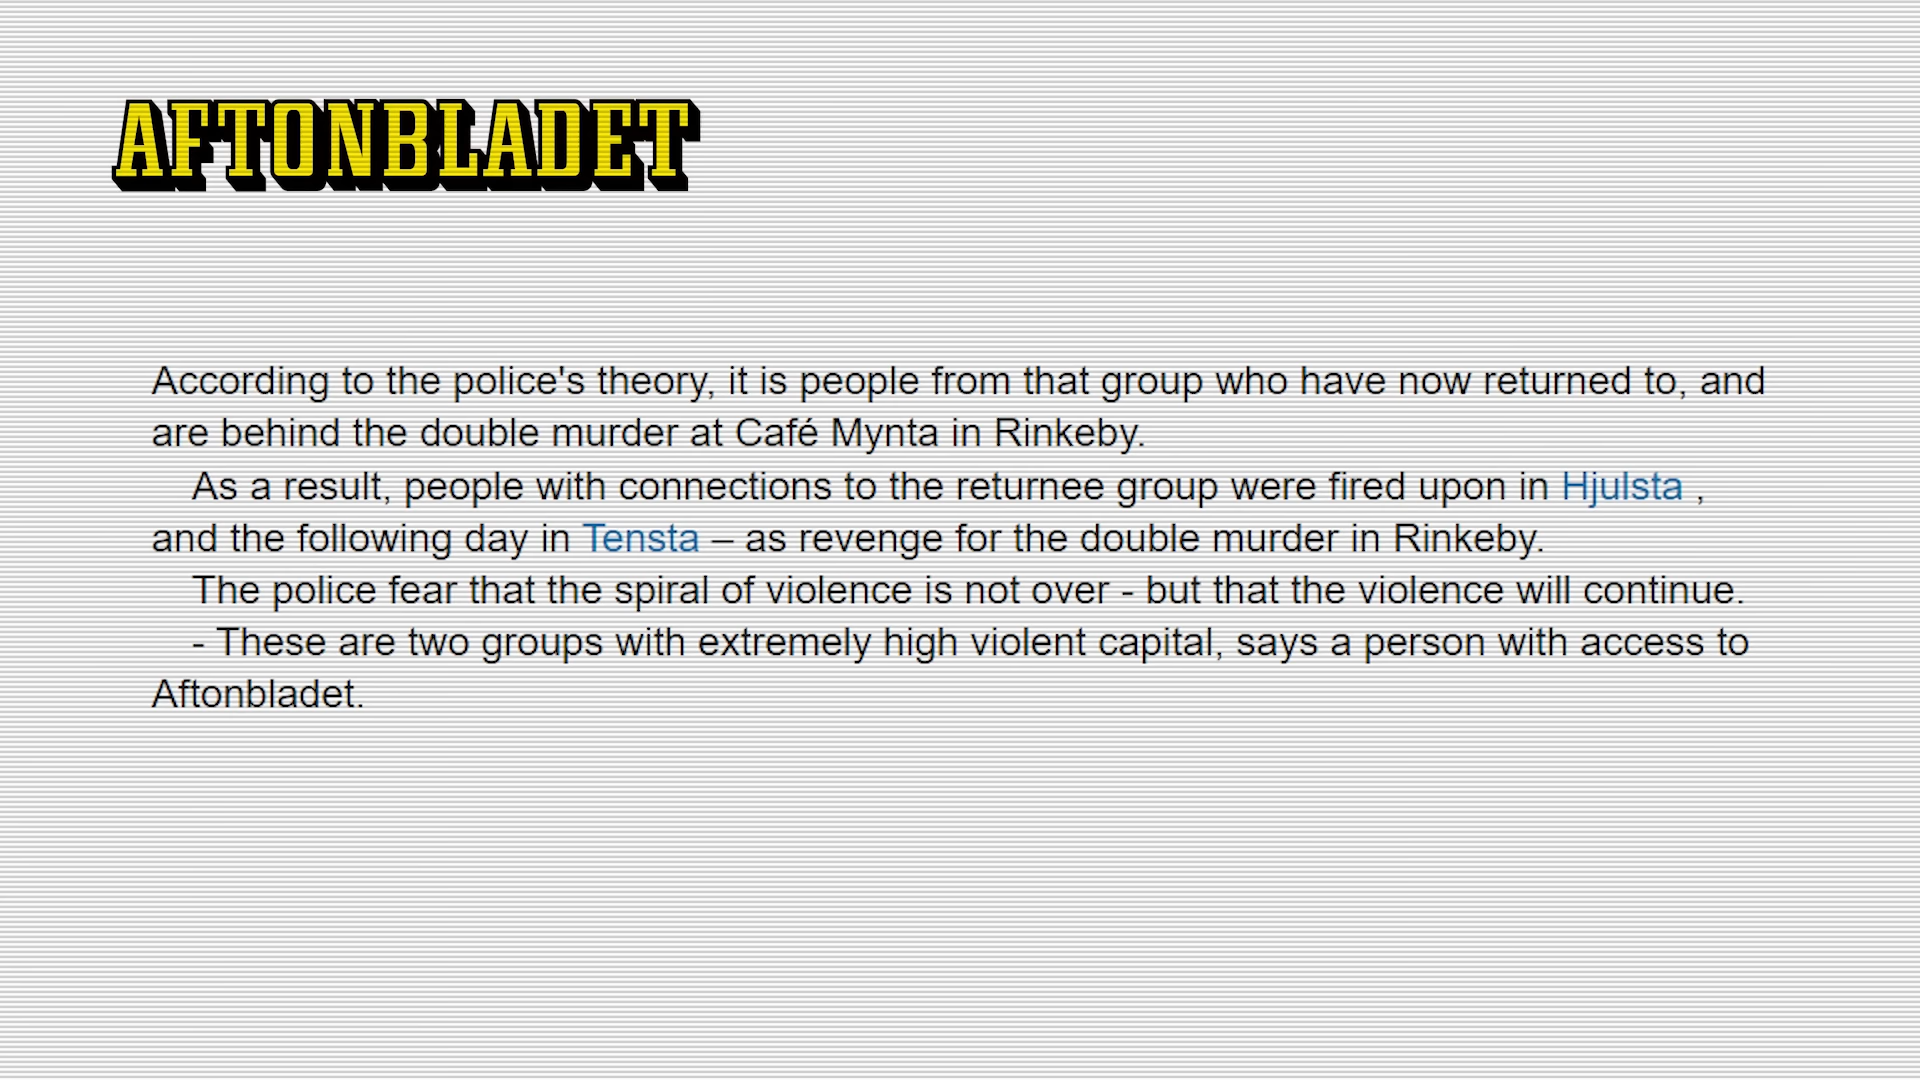 AFTONBLADET
According to the police's theory, it is people from that group who have now returned to, and
are behind the double murder at Café Mynta in Rinkeby.
As a result, people with connections to the returnee group were fired upon in Hjulsta ,
and the following day in Tensta – as revenge for the double murder in Rinkeby.
The police fear that the spiral of violence is not over - but that the violence will continue.
- These are two groups with extremely high violent capital, says a person with access to
Aftonbladet.